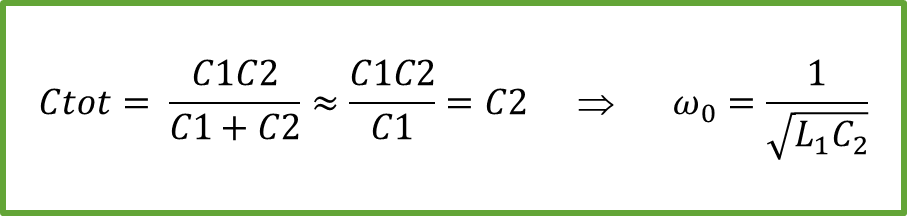 Ctot = C1C2 / (C1 + C2) ≈ C1C2 / C1 = C2 ⇒ ω₀ = 1 / √(L₁C₂)